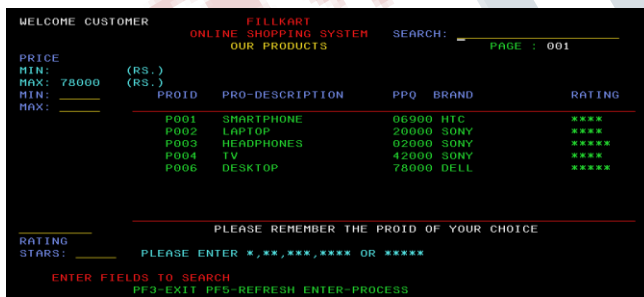 WELCOME CUSTOMER FILLKART
ONLINE SHOPPING SYSTEM SEARCH:
OUR PRODUCTS PAGE : 001
PRICE
MIN: (RS.)
MAX: 78000 (RS.)
MIN: PROID PRO-DESCRIPTION PPQ BRAND RATING
MAX:
P001 SMARTPHONE 06900 HTC ****
P002 LAPTOP 20000 SONY ****
P003 HEADPHONES 02000 SONY *****
P004 TV 42000 SONY ****
P006 DESKTOP 78000 DELL *****
PLEASE REMEMBER THE PROID OF YOUR CHOICE
RATING
STARS: PLEASE ENTER *,**,***,**** OR *****
ENTER FIELDS TO SEARCH
PF3-EXIT PF5-REFRESH ENTER-PROCESS